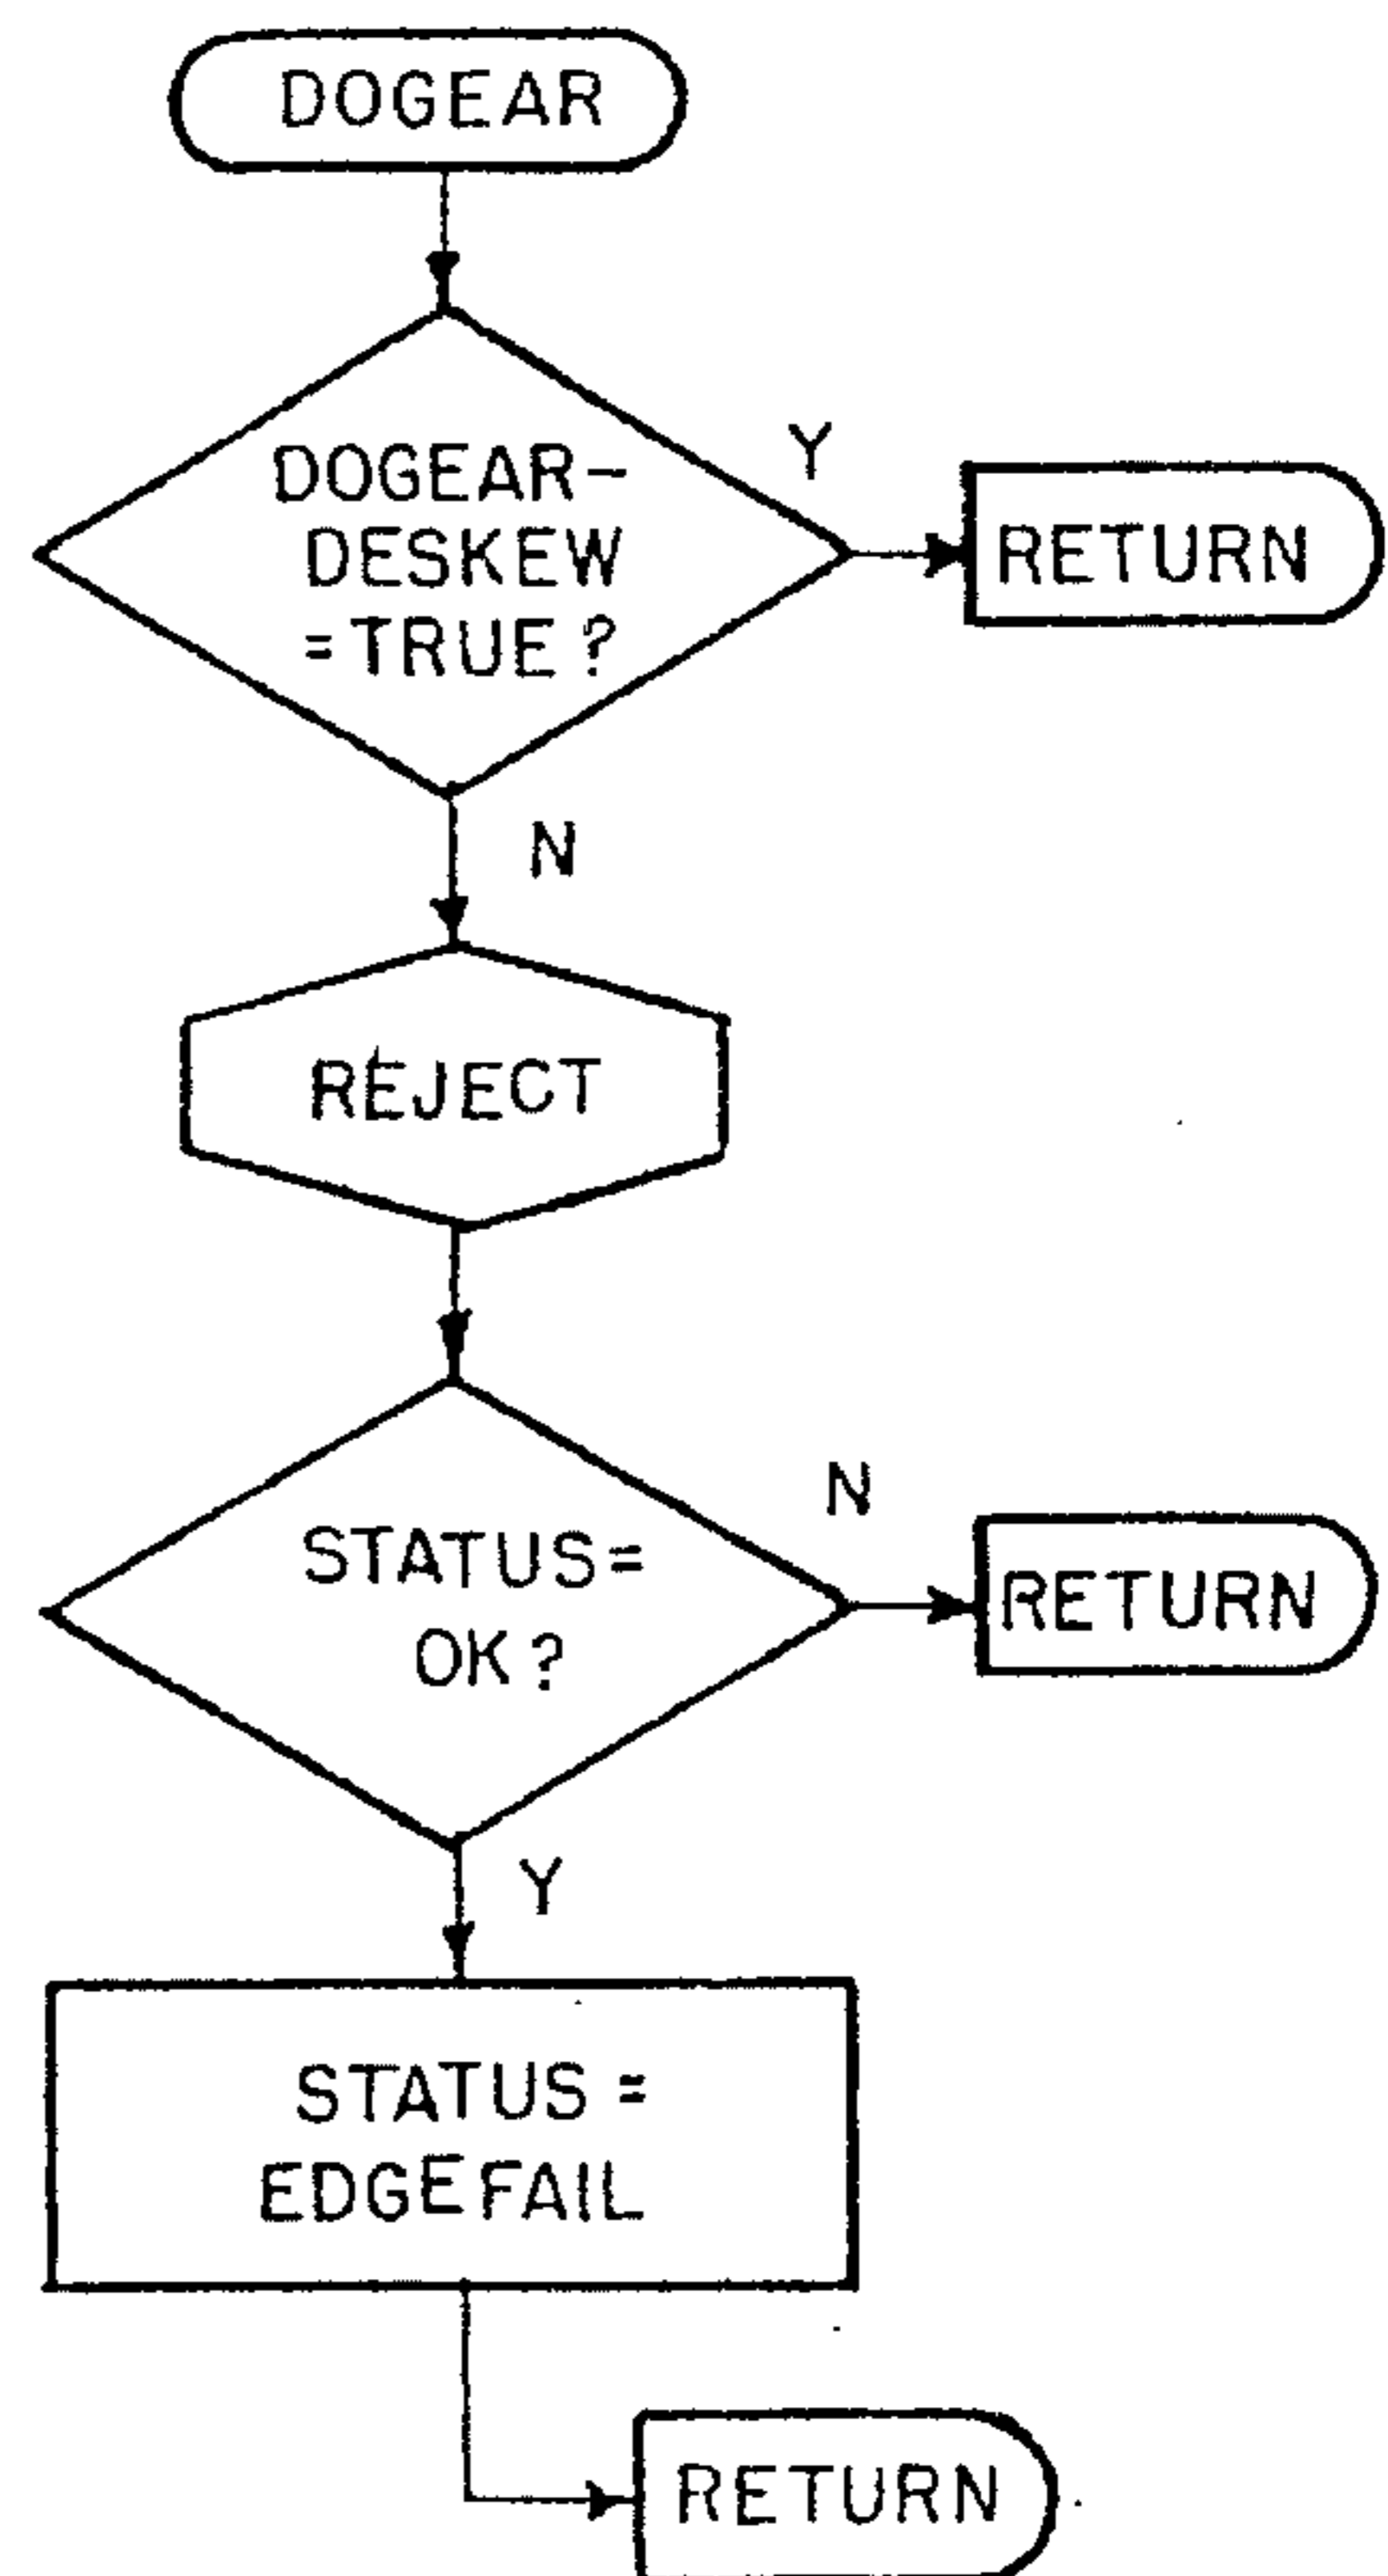 DOGEAR
DOGEAR-
DESKEW
=TRUE?
Y
RETURN
N
REJECT
STATUS=
OK?
N
RETURN
Y
STATUS =
EDGEFAIL
RETURN